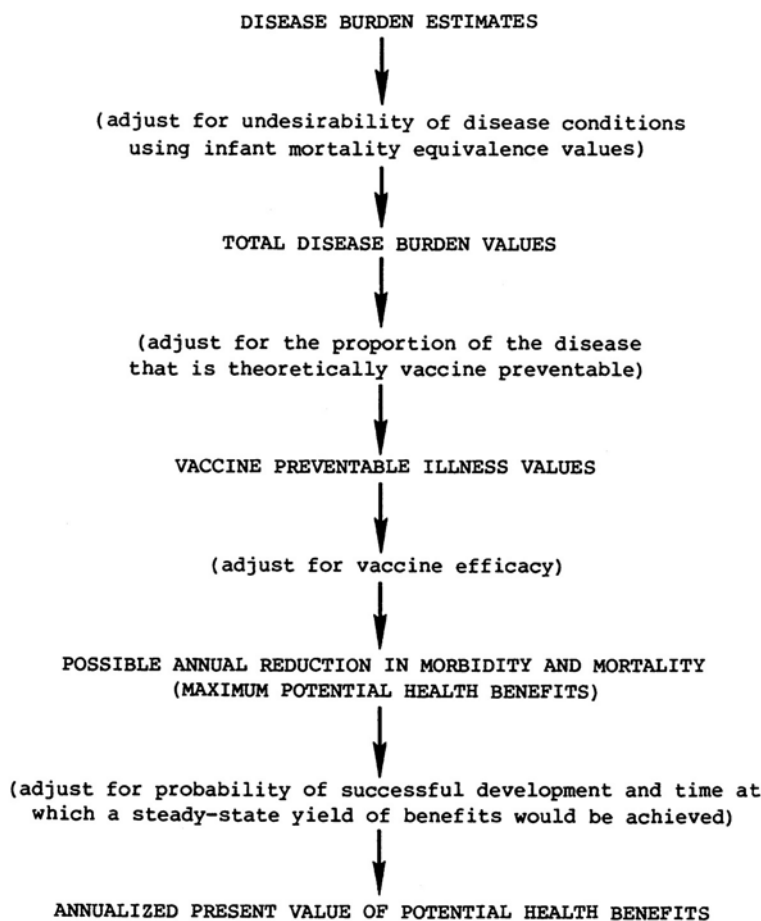 DISEASE BURDEN ESTIMATES
(adjust for undesirability of disease conditions
using infant mortality equivalence values)
TOTAL DISEASE BURDEN VALUES
(adjust for the proportion of the disease
that is theoretically vaccine preventable)
VACCINE PREVENTABLE ILLNESS VALUES
(adjust for vaccine efficacy)
POSSIBLE ANNUAL REDUCTION IN MORBIDITY AND MORTALITY
(MAXIMUM POTENTIAL HEALTH BENEFITS)
(adjust for probability of successful development and time at
which a steady-state yield of benefits would be achieved)
ANNUALIZED PRESENT VALUE OF POTENTIAL HEALTH BENEFITS